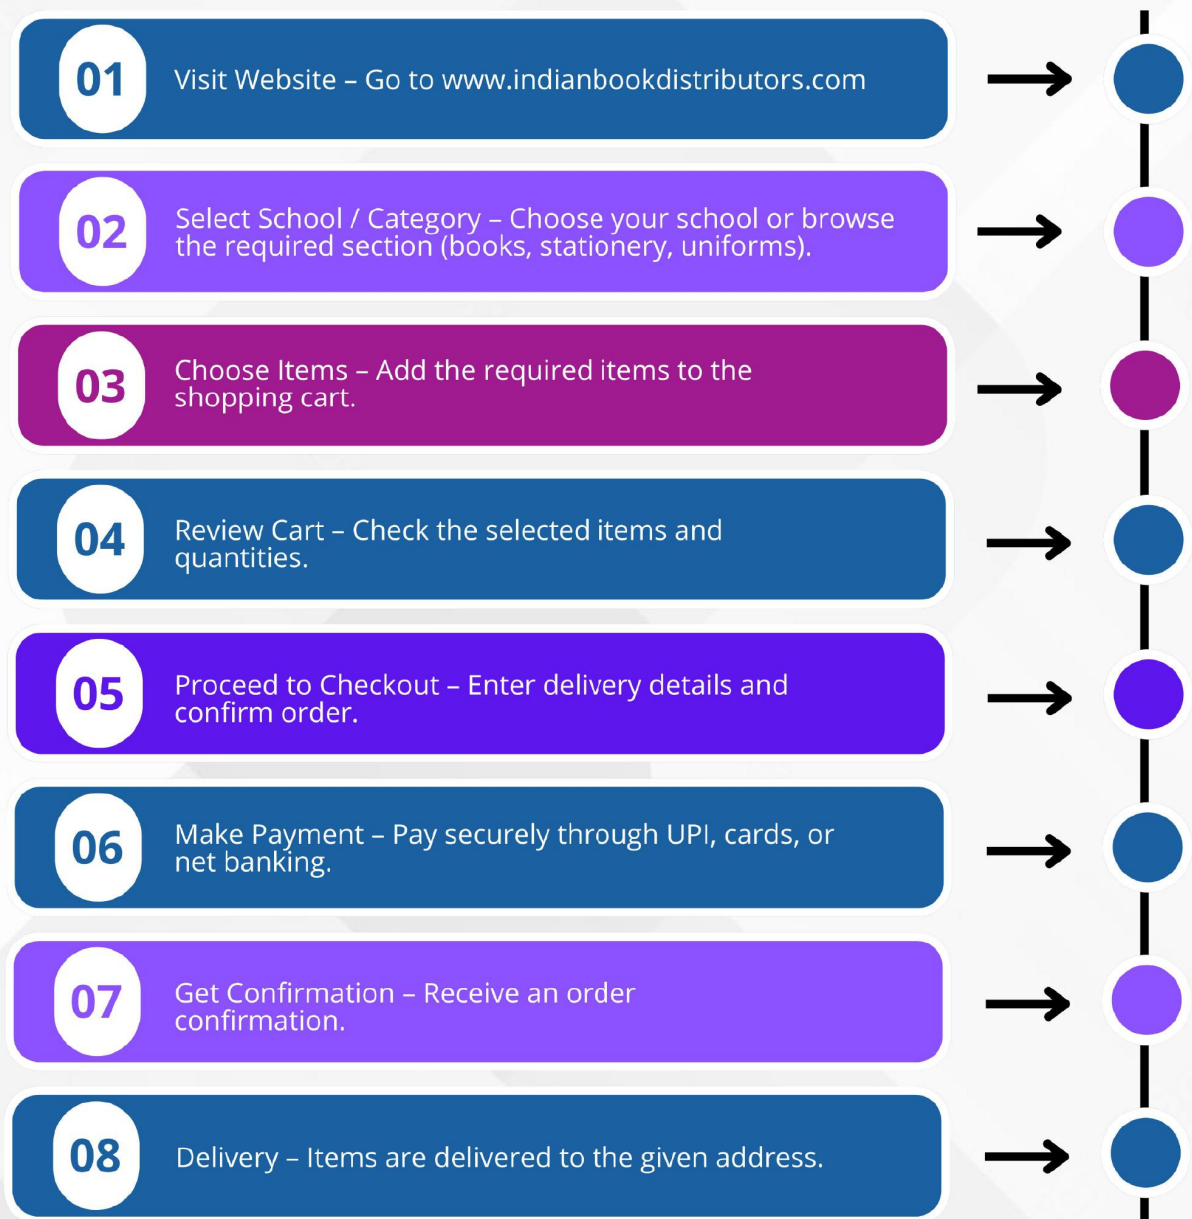 01
Visit Website – Go to www.indianbookdistributors.com
02
Select School / Category – Choose your school or browse
the required section (books, stationery, uniforms).
03
Choose Items – Add the required items to the
shopping cart.
04
Review Cart – Check the selected items and
quantities.
05
Proceed to Checkout – Enter delivery details and
confirm order.
06
Make Payment – Pay securely through UPI, cards, or
net banking.
07
Get Confirmation – Receive an order
confirmation.
08
Delivery – Items are delivered to the given address.